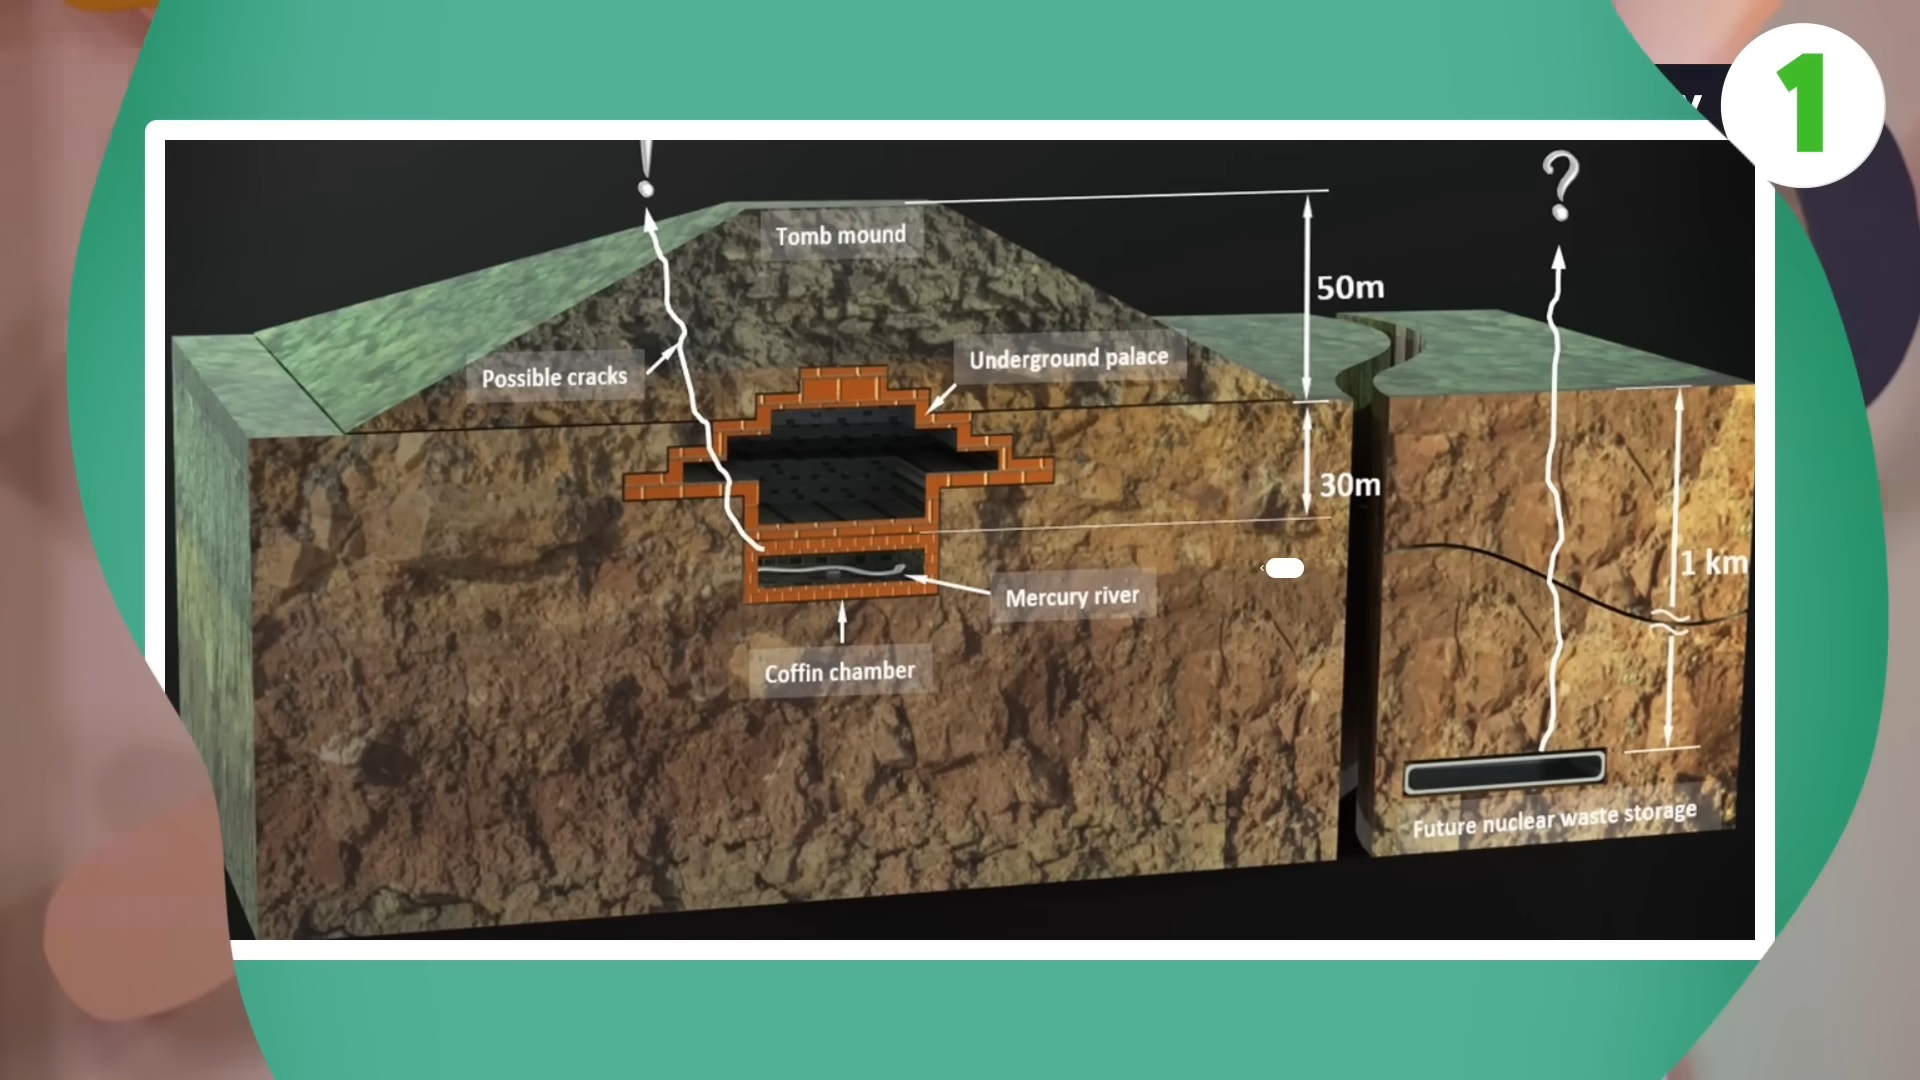 1
!
?
Tomb mound
50m
Underground palace
Possible cracks
30m
1 km
Mercury river
Coffin chamber
Future nuclear waste storage